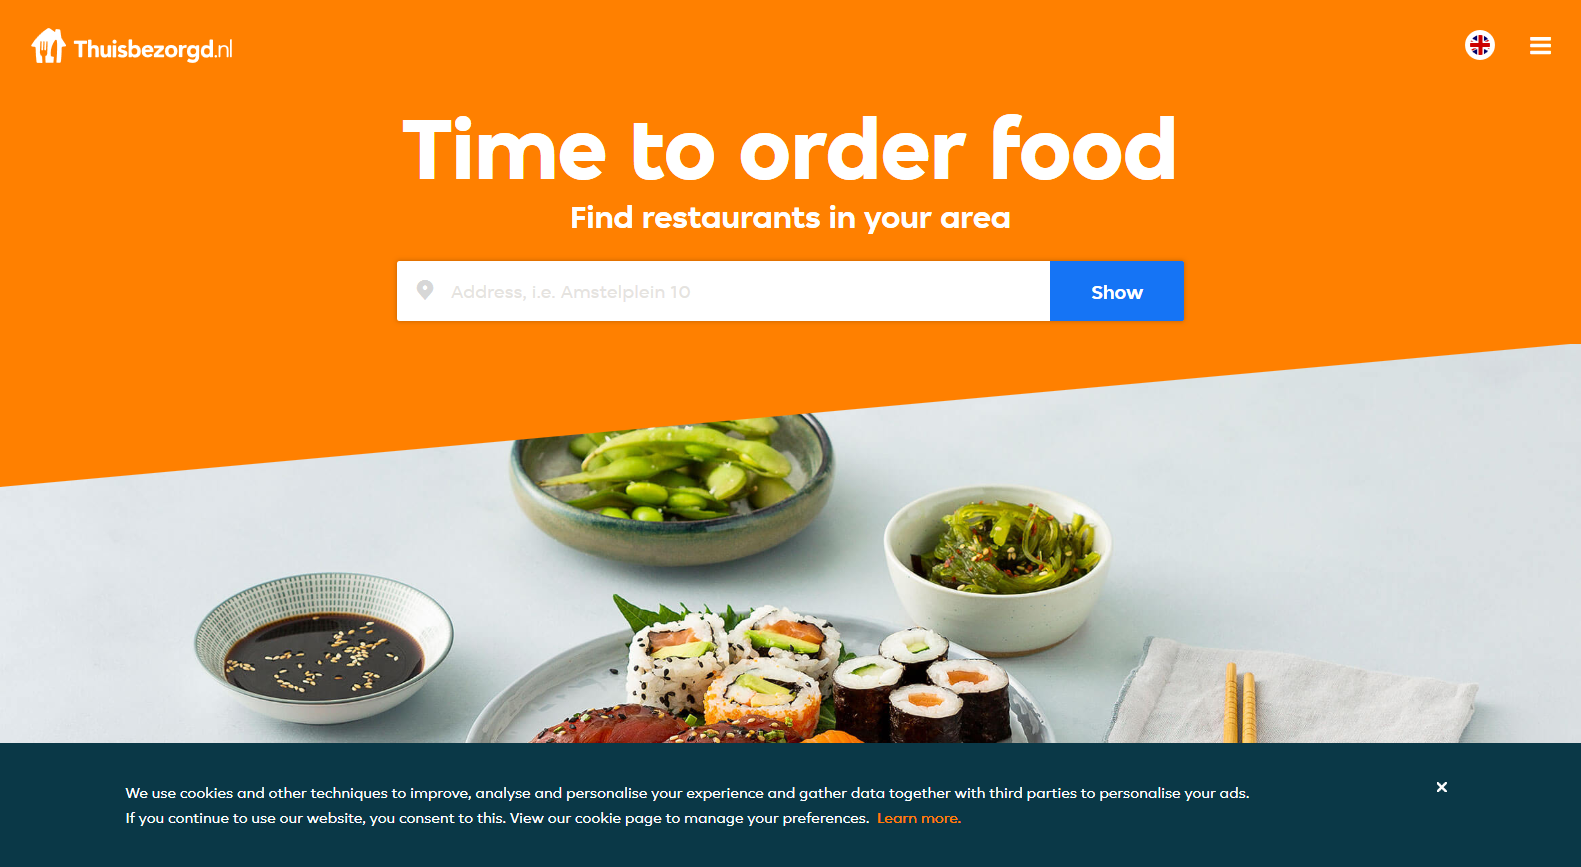 Thuisbezorgd.nl
Time to order food
Find restaurants in your area
Address, i.e. Amstelplein 10
Show
We use cookies and other techniques to improve, analyse and personalise your experience and gather data together with third parties to personalise your ads.
If you continue to use our website, you consent to this. View our cookie page to manage your preferences. Learn more.